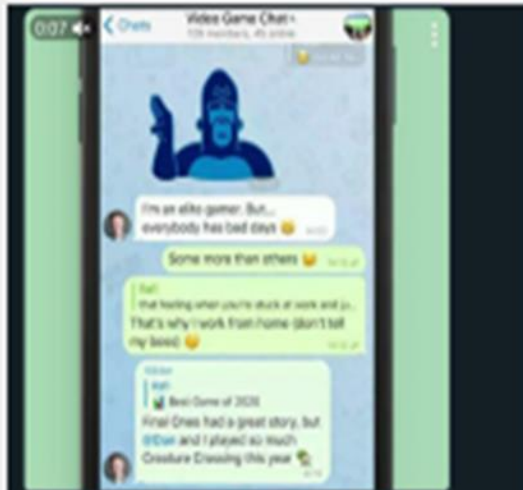 0:07
Chats
Video Game Chat
I'm an elite gamer. But...
everybody has bad days
Some more than others
that feeling when you're stuck at work and
That's why I work from home (don't tell
my boss)
Best Game of 2020
Final Ones had a great story, but
@Dan and I played so much
Creature Crossing this year